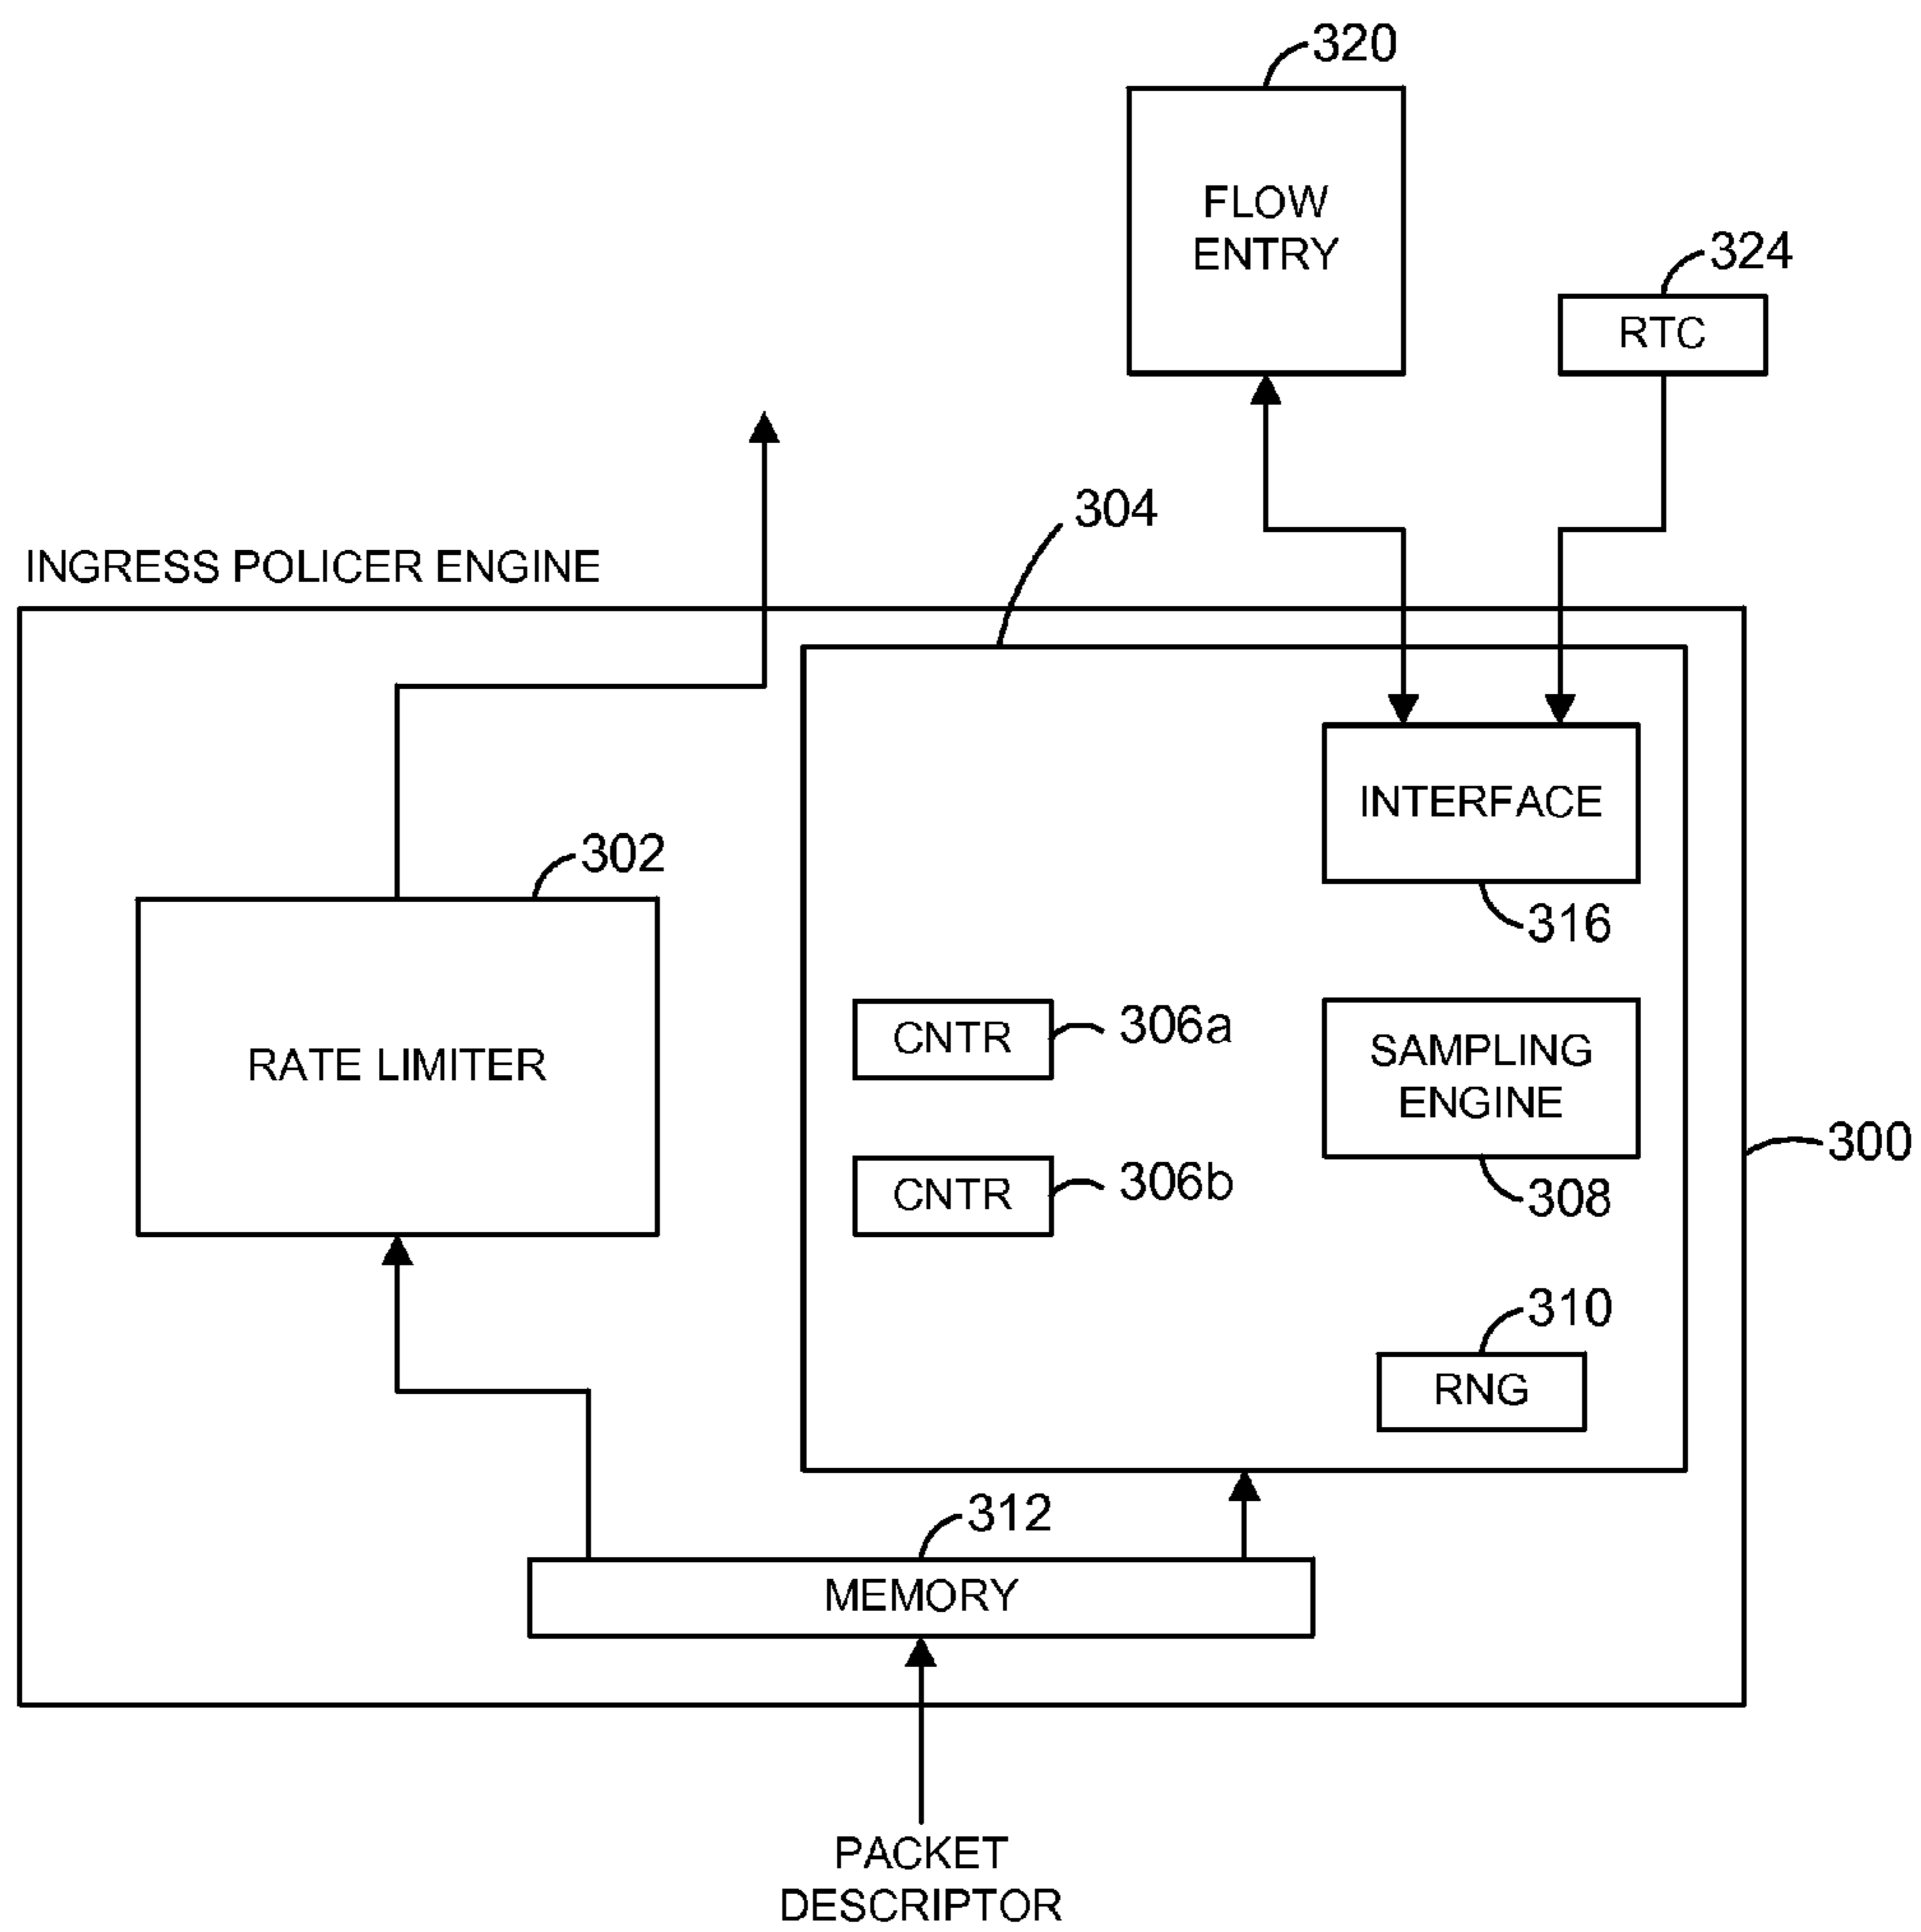 320
FLOW
ENTRY
324
RTC
304
INGRESS POLICER ENGINE
INTERFACE
302
316
306a
CNTR
SAMPLING
ENGINE
RATE LIMITER
300
306b
CNTR
308
310
RNG
312
MEMORY
PACKET
DESCRIPTOR